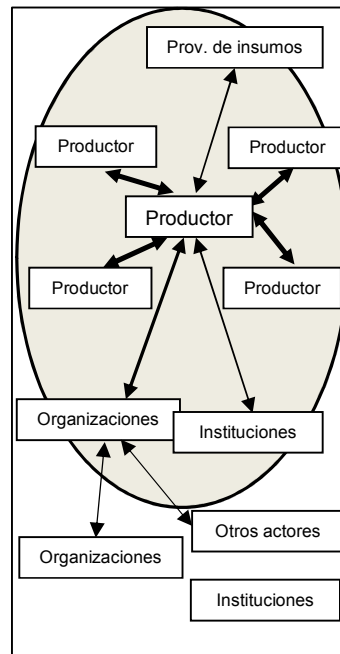 Prov. de insumos
Productor
Productor
Productor
Productor
Productor
Organizaciones
Instituciones
Otros actores
Organizaciones
Instituciones